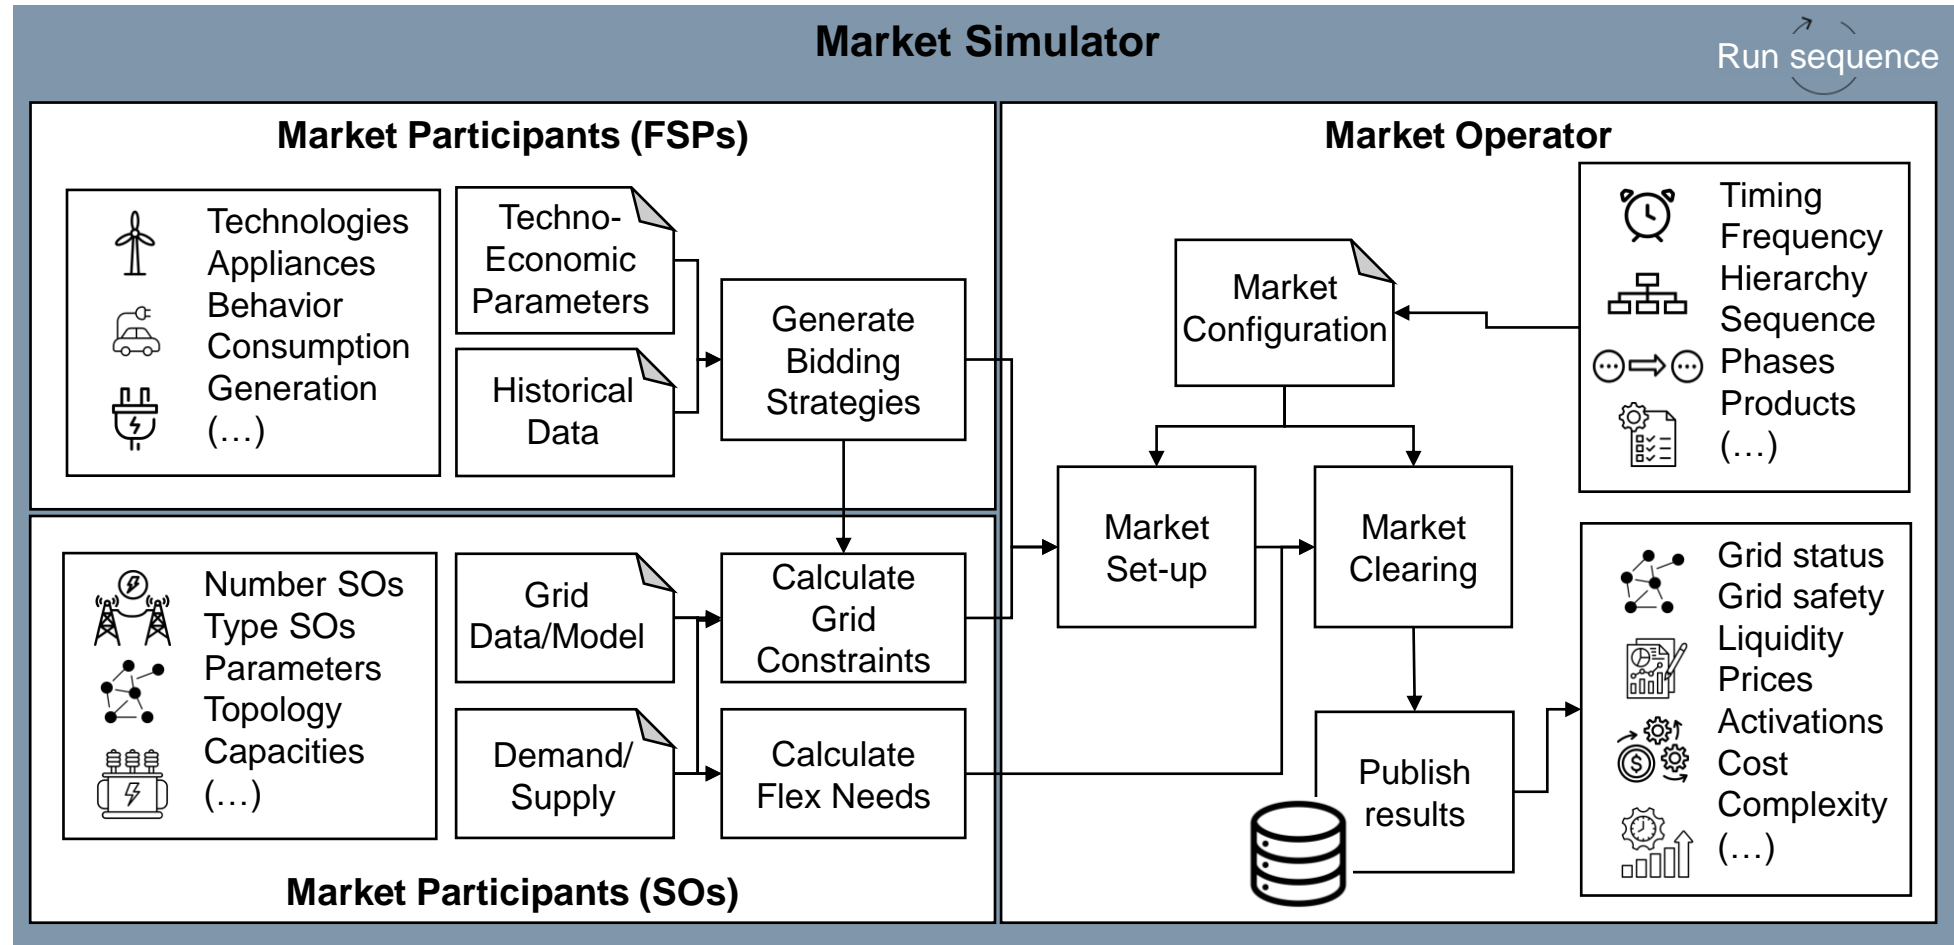 Market Simulator
Run sequence
Market Participants (FSPs)
Technologies
Appliances
Behavior
Consumption
Generation
(…)
Techno-
Economic
Parameters
Historical
Data
Generate
Bidding
Strategies
Market Participants (SOs)
Number SOs
Type SOs
Parameters
Topology
Capacities
(…)
Grid
Data/Model
Demand/
Supply
Calculate
Grid
Constraints
Calculate
Flex Needs
Market Operator
Market
Configuration
Timing
Frequency
Hierarchy
Sequence
Phases
Products
(…)
Market
Set-up
Market
Clearing
Publish
results
Grid status
Grid safety
Liquidity
Prices
Activations
Cost
Complexity
(…)